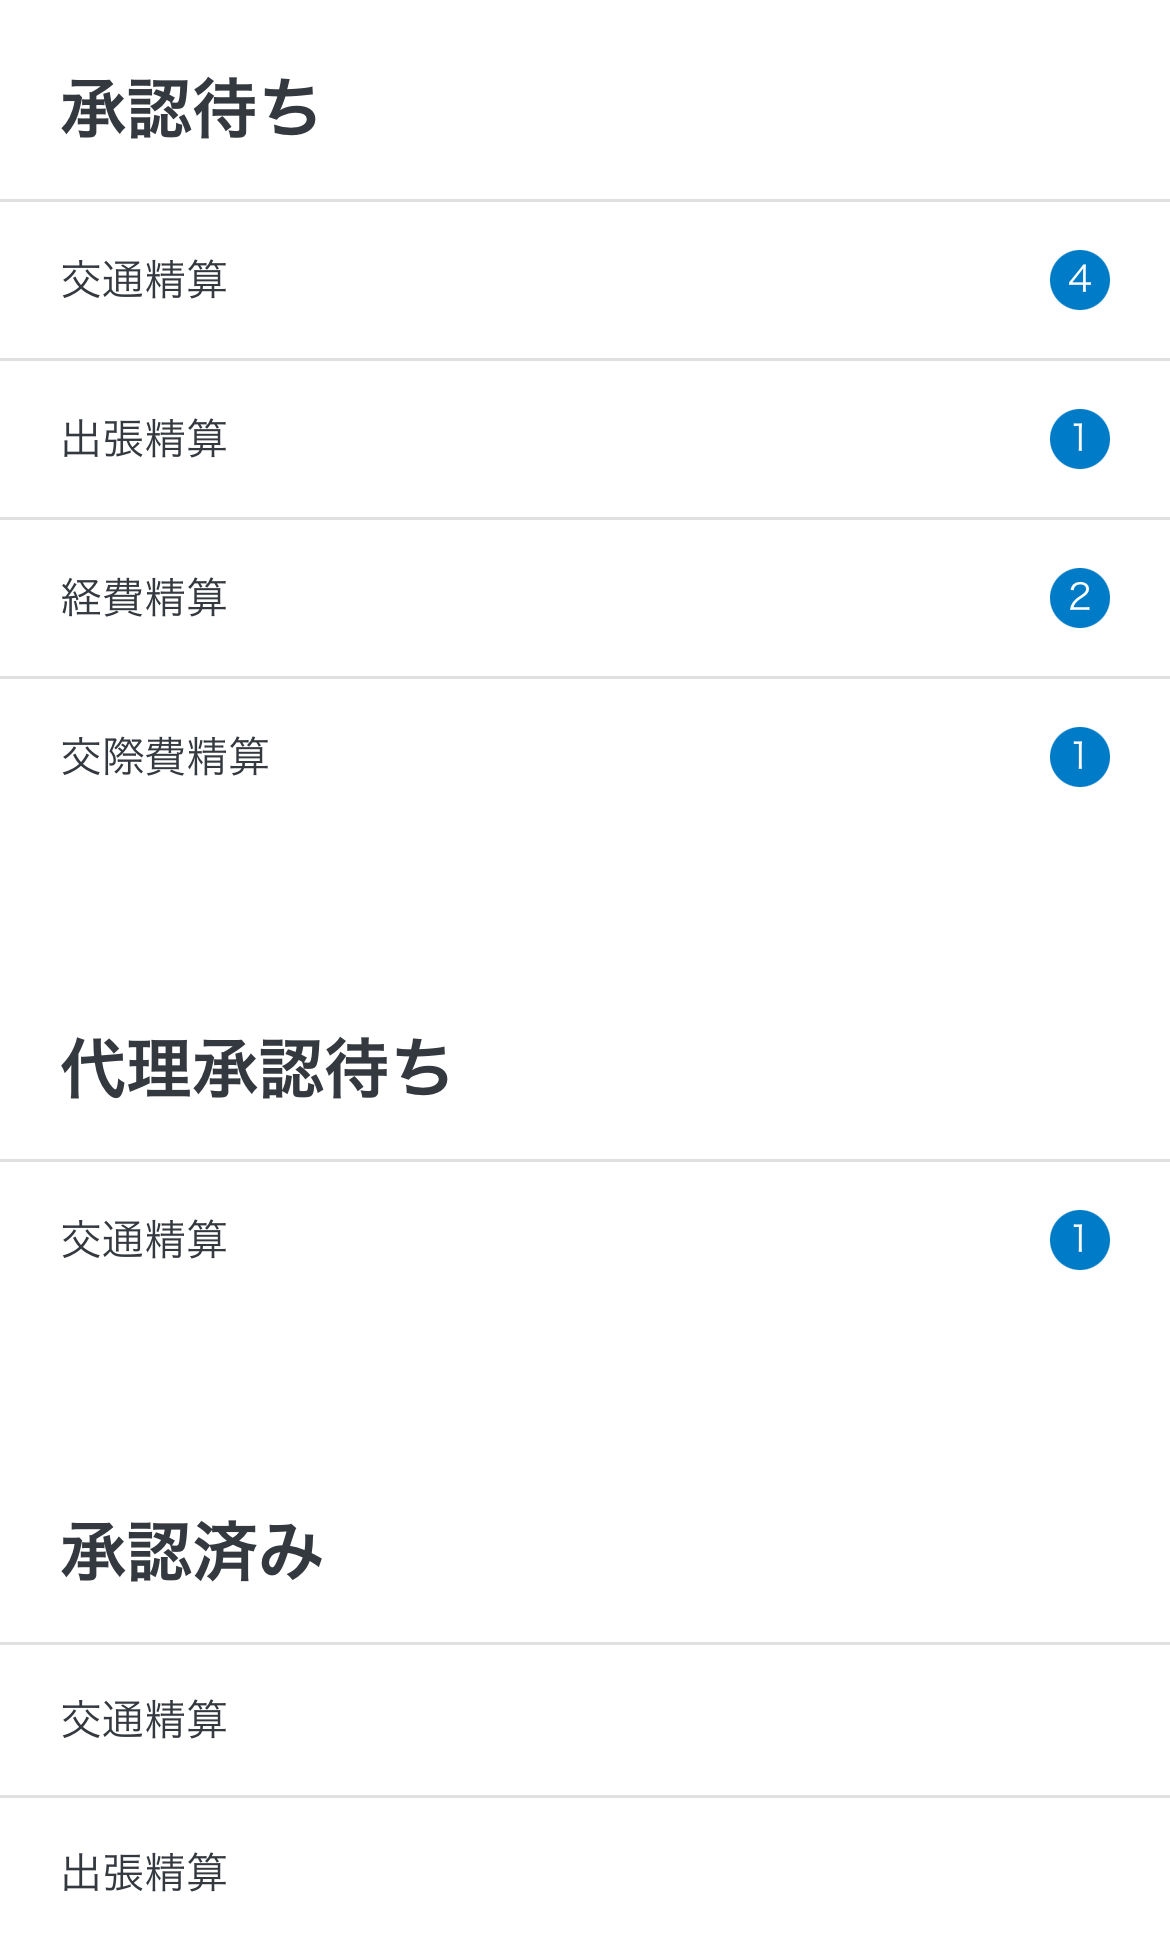 承認待ち
交通精算 4
出張精算 1
経費精算 2
交際費精算 1
代理承認待ち
交通精算 1
承認済み
交通精算
出張精算